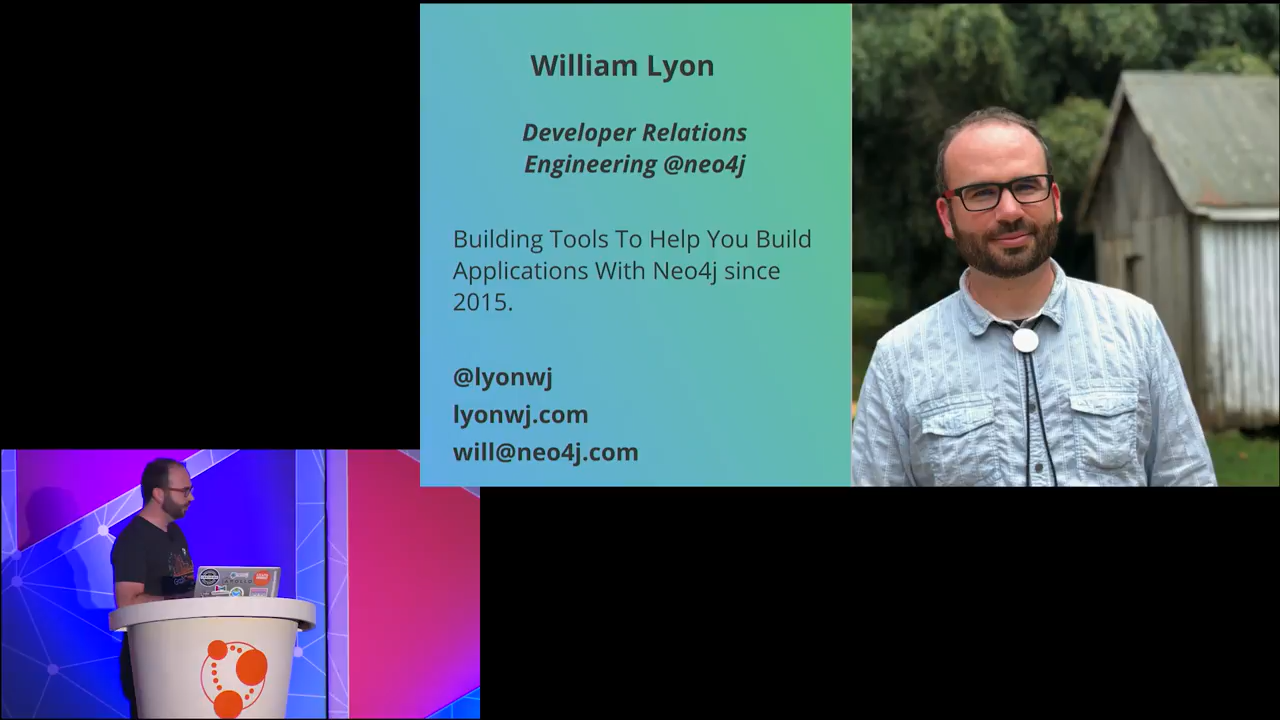 William Lyon
Developer Relations
Engineering @neo4j
Building Tools To Help You Build
Applications With Neo4j since
2015.
@lyonwj
lyonwj.com
will@neo4j.com